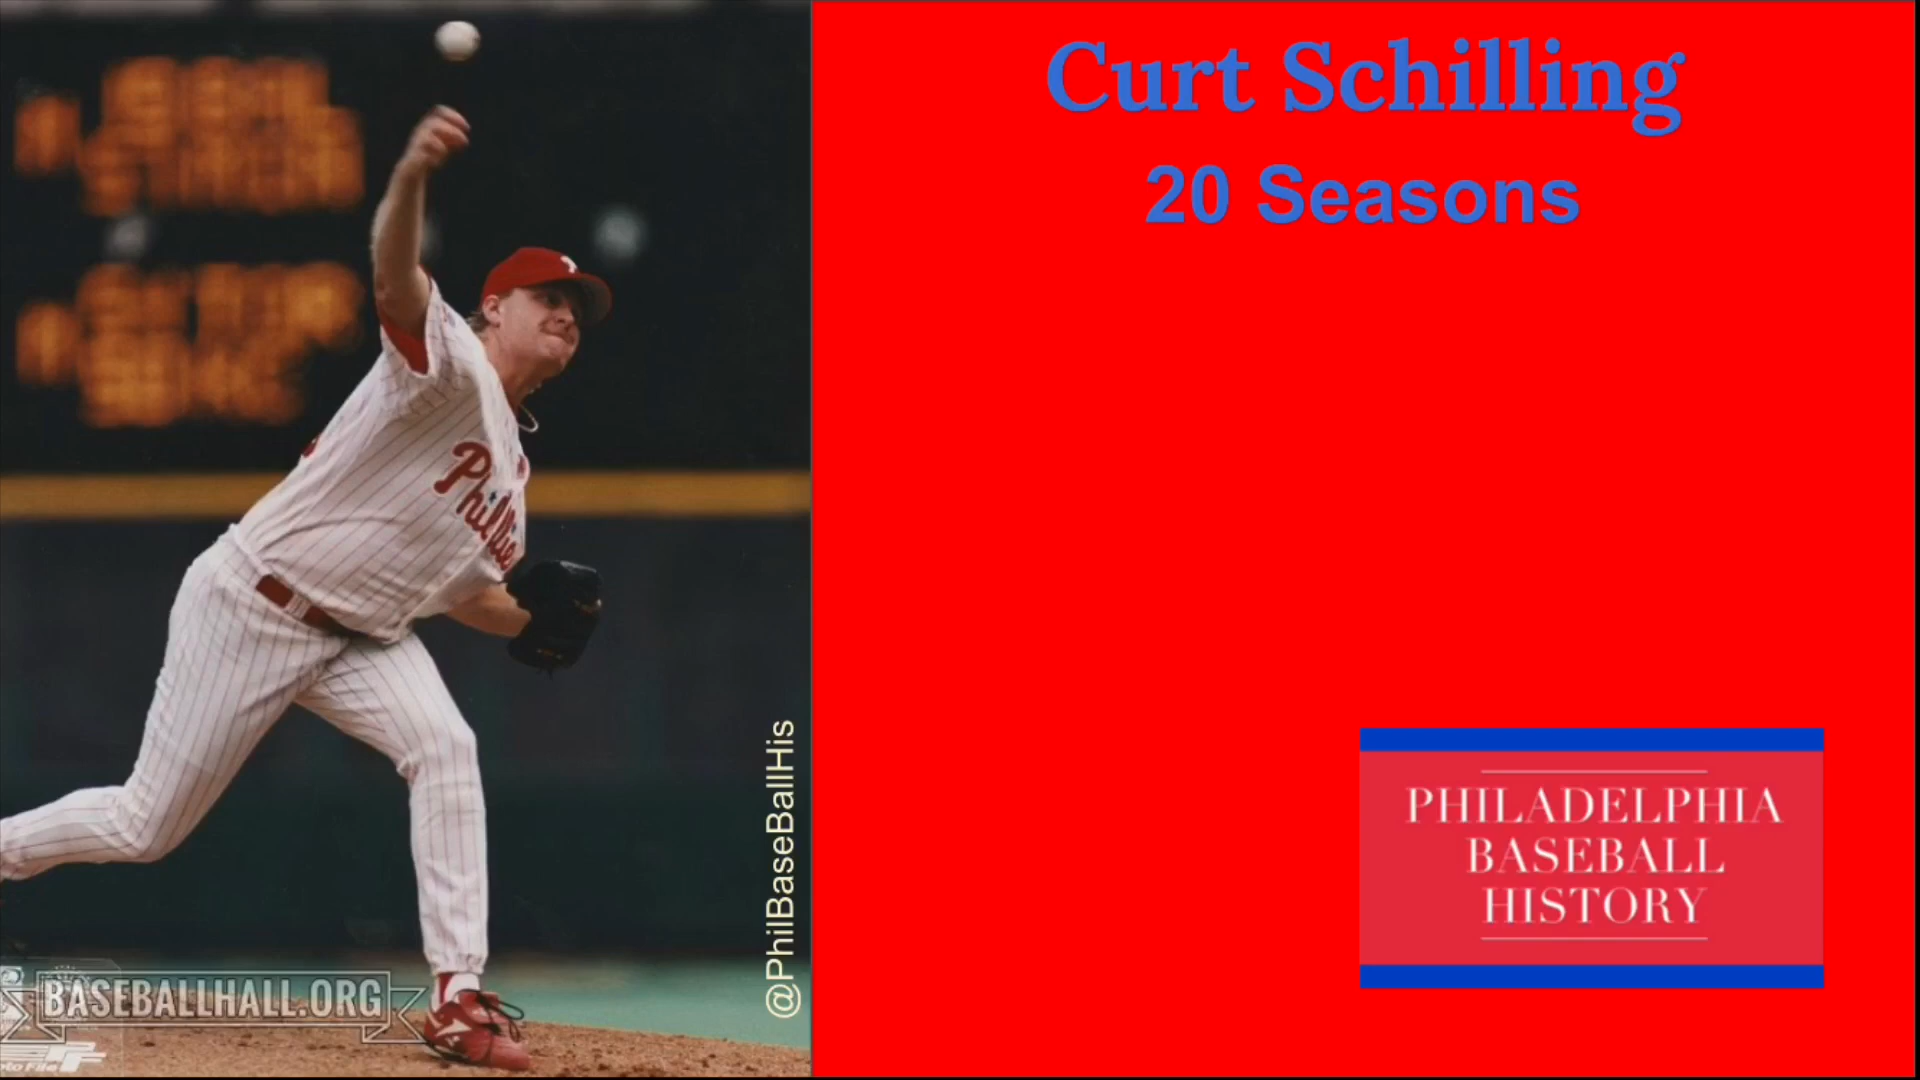 Curt Schilling
20 Seasons
Phillies
@PhilBaseBallHis
PHILADELPHIA
BASEBALL
HISTORY
BASEBALLHALL.ORG